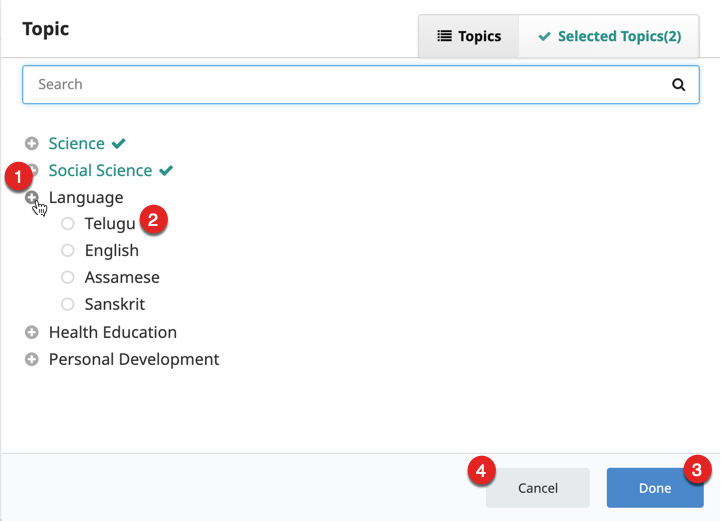 Topic
Topics
Selected Topics(2)
Search
Science
1
Social Science
Language
Telugu 2
English
Assamese
Sanskrit
Health Education
Personal Development
4 Cancel
Done 3